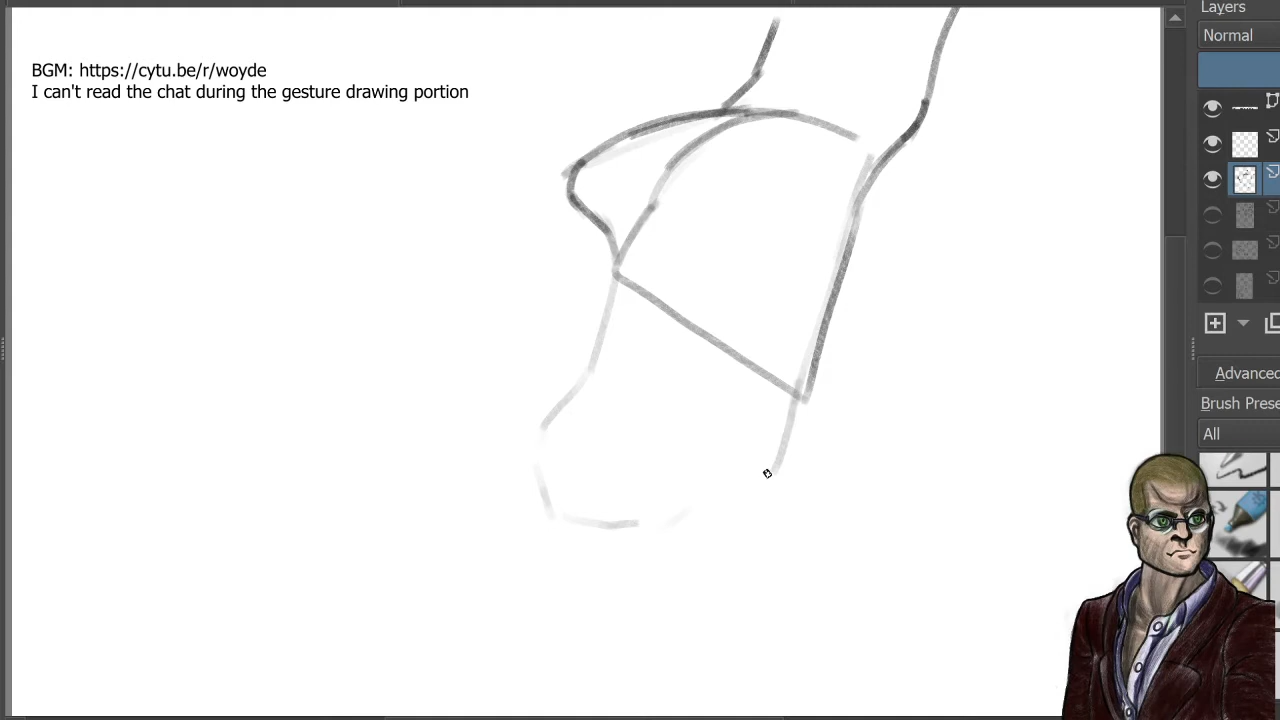 Layers
Normal
BGM: https://cytu.be/r/woyde
I can't read the chat during the gesture drawing portion
Advanced
Brush Prese
All